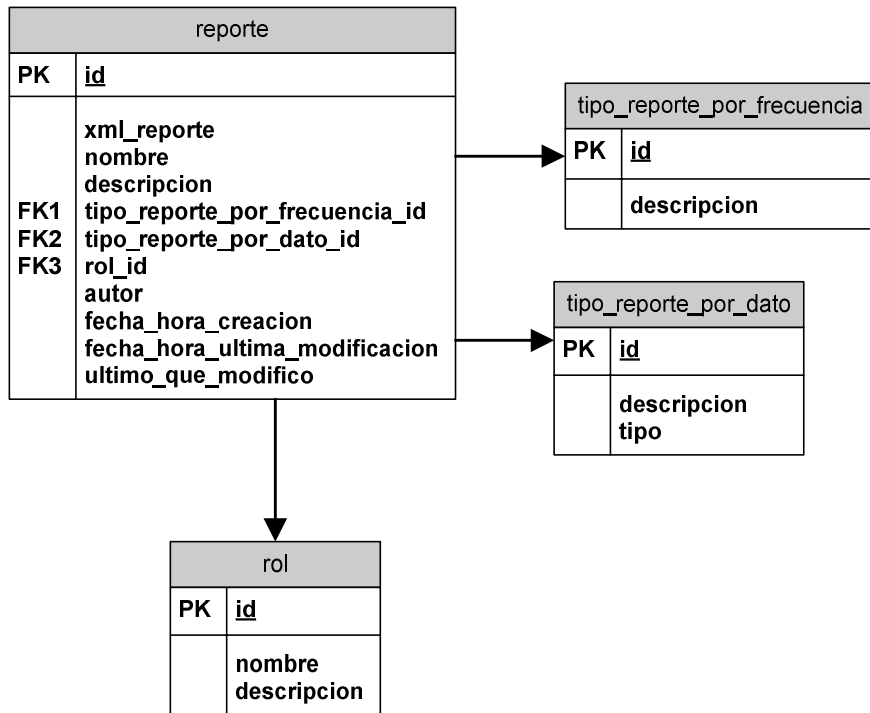 reporte
PK id
xml_reporte
nombre
descripcion
FK1 tipo_reporte_por_frecuencia_id
FK2 tipo_reporte_por_dato_id
FK3 rol_id
autor
fecha_hora_creacion
fecha_hora_ultima_modificacion
ultimo_que_modifico
tipo_reporte_por_frecuencia
PK id
descripcion
tipo_reporte_por_dato
PK id
descripcion
tipo
rol
PK id
nombre
descripcion